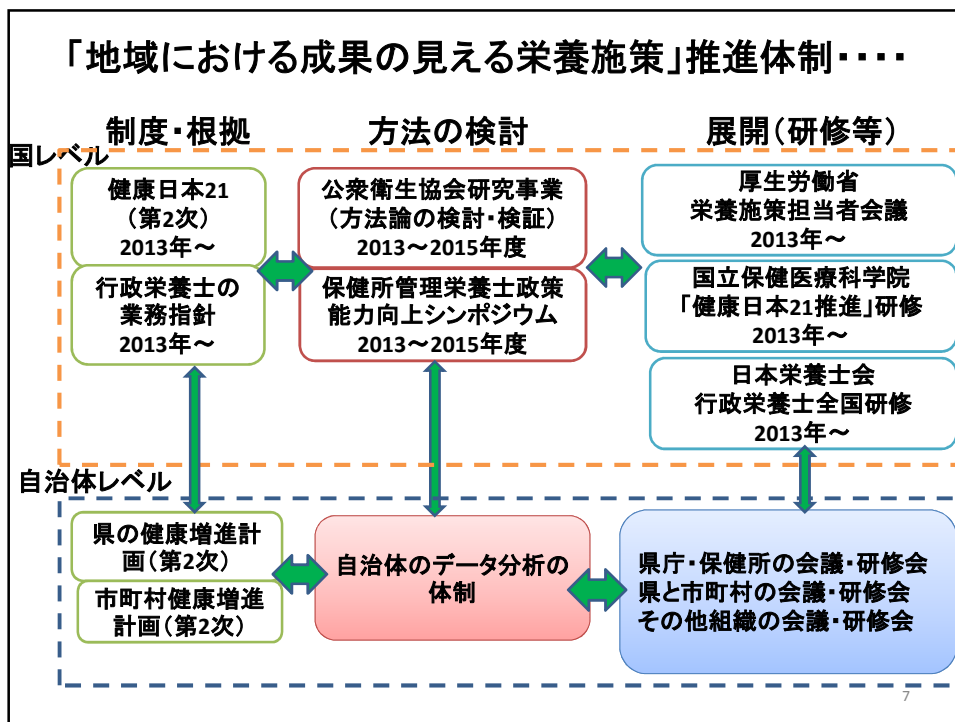 「地域における成果の見える栄養施策」推進体制････
制度･根拠
方法の検討
展開（研修等）
国レベル
健康日本21
（第2次）
2013年～
行政栄養士の
業務指針
2013年～
公衆衛生協会研究事業
（方法論の検討･検証）
2013～2015年度
保健所管理栄養士政策
能力向上シンポジウム
2013～2015年度
厚生労働省
栄養施策担当者会議
2013年～
国立保健医療科学院
「健康日本21推進」研修
2013年～
日本栄養士会
行政栄養士全国研修
2013年～
自治体レベル
県の健康増進計
画（第2次）
市町村健康増進
計画（第2次）
自治体のデータ分析の
体制
県庁･保健所の会議･研修会
県と市町村の会議･研修会
その他組織の会議･研修会
7